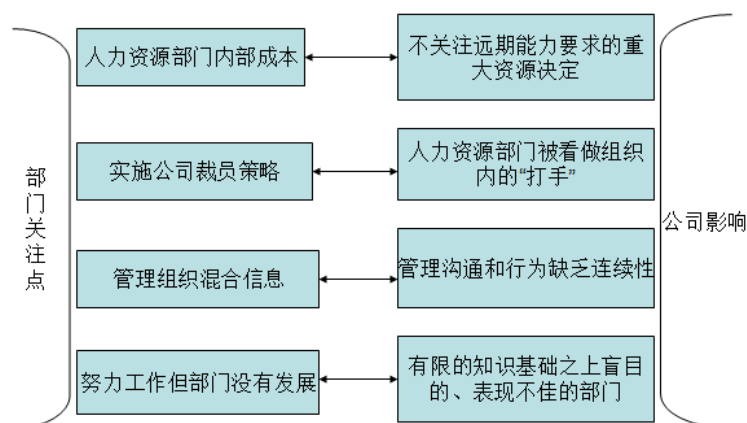 人力资源部门内部成本
不关注远期能力要求的重
大资源决定
实施公司裁员策略
人力资源部门被看做组织
内的“打手”
部门关注点
公司影响
管理组织混合信息
管理沟通和行为缺乏连续性
努力工作但部门没有发展
有限的知识基础之上盲目
的、表现不佳的部门